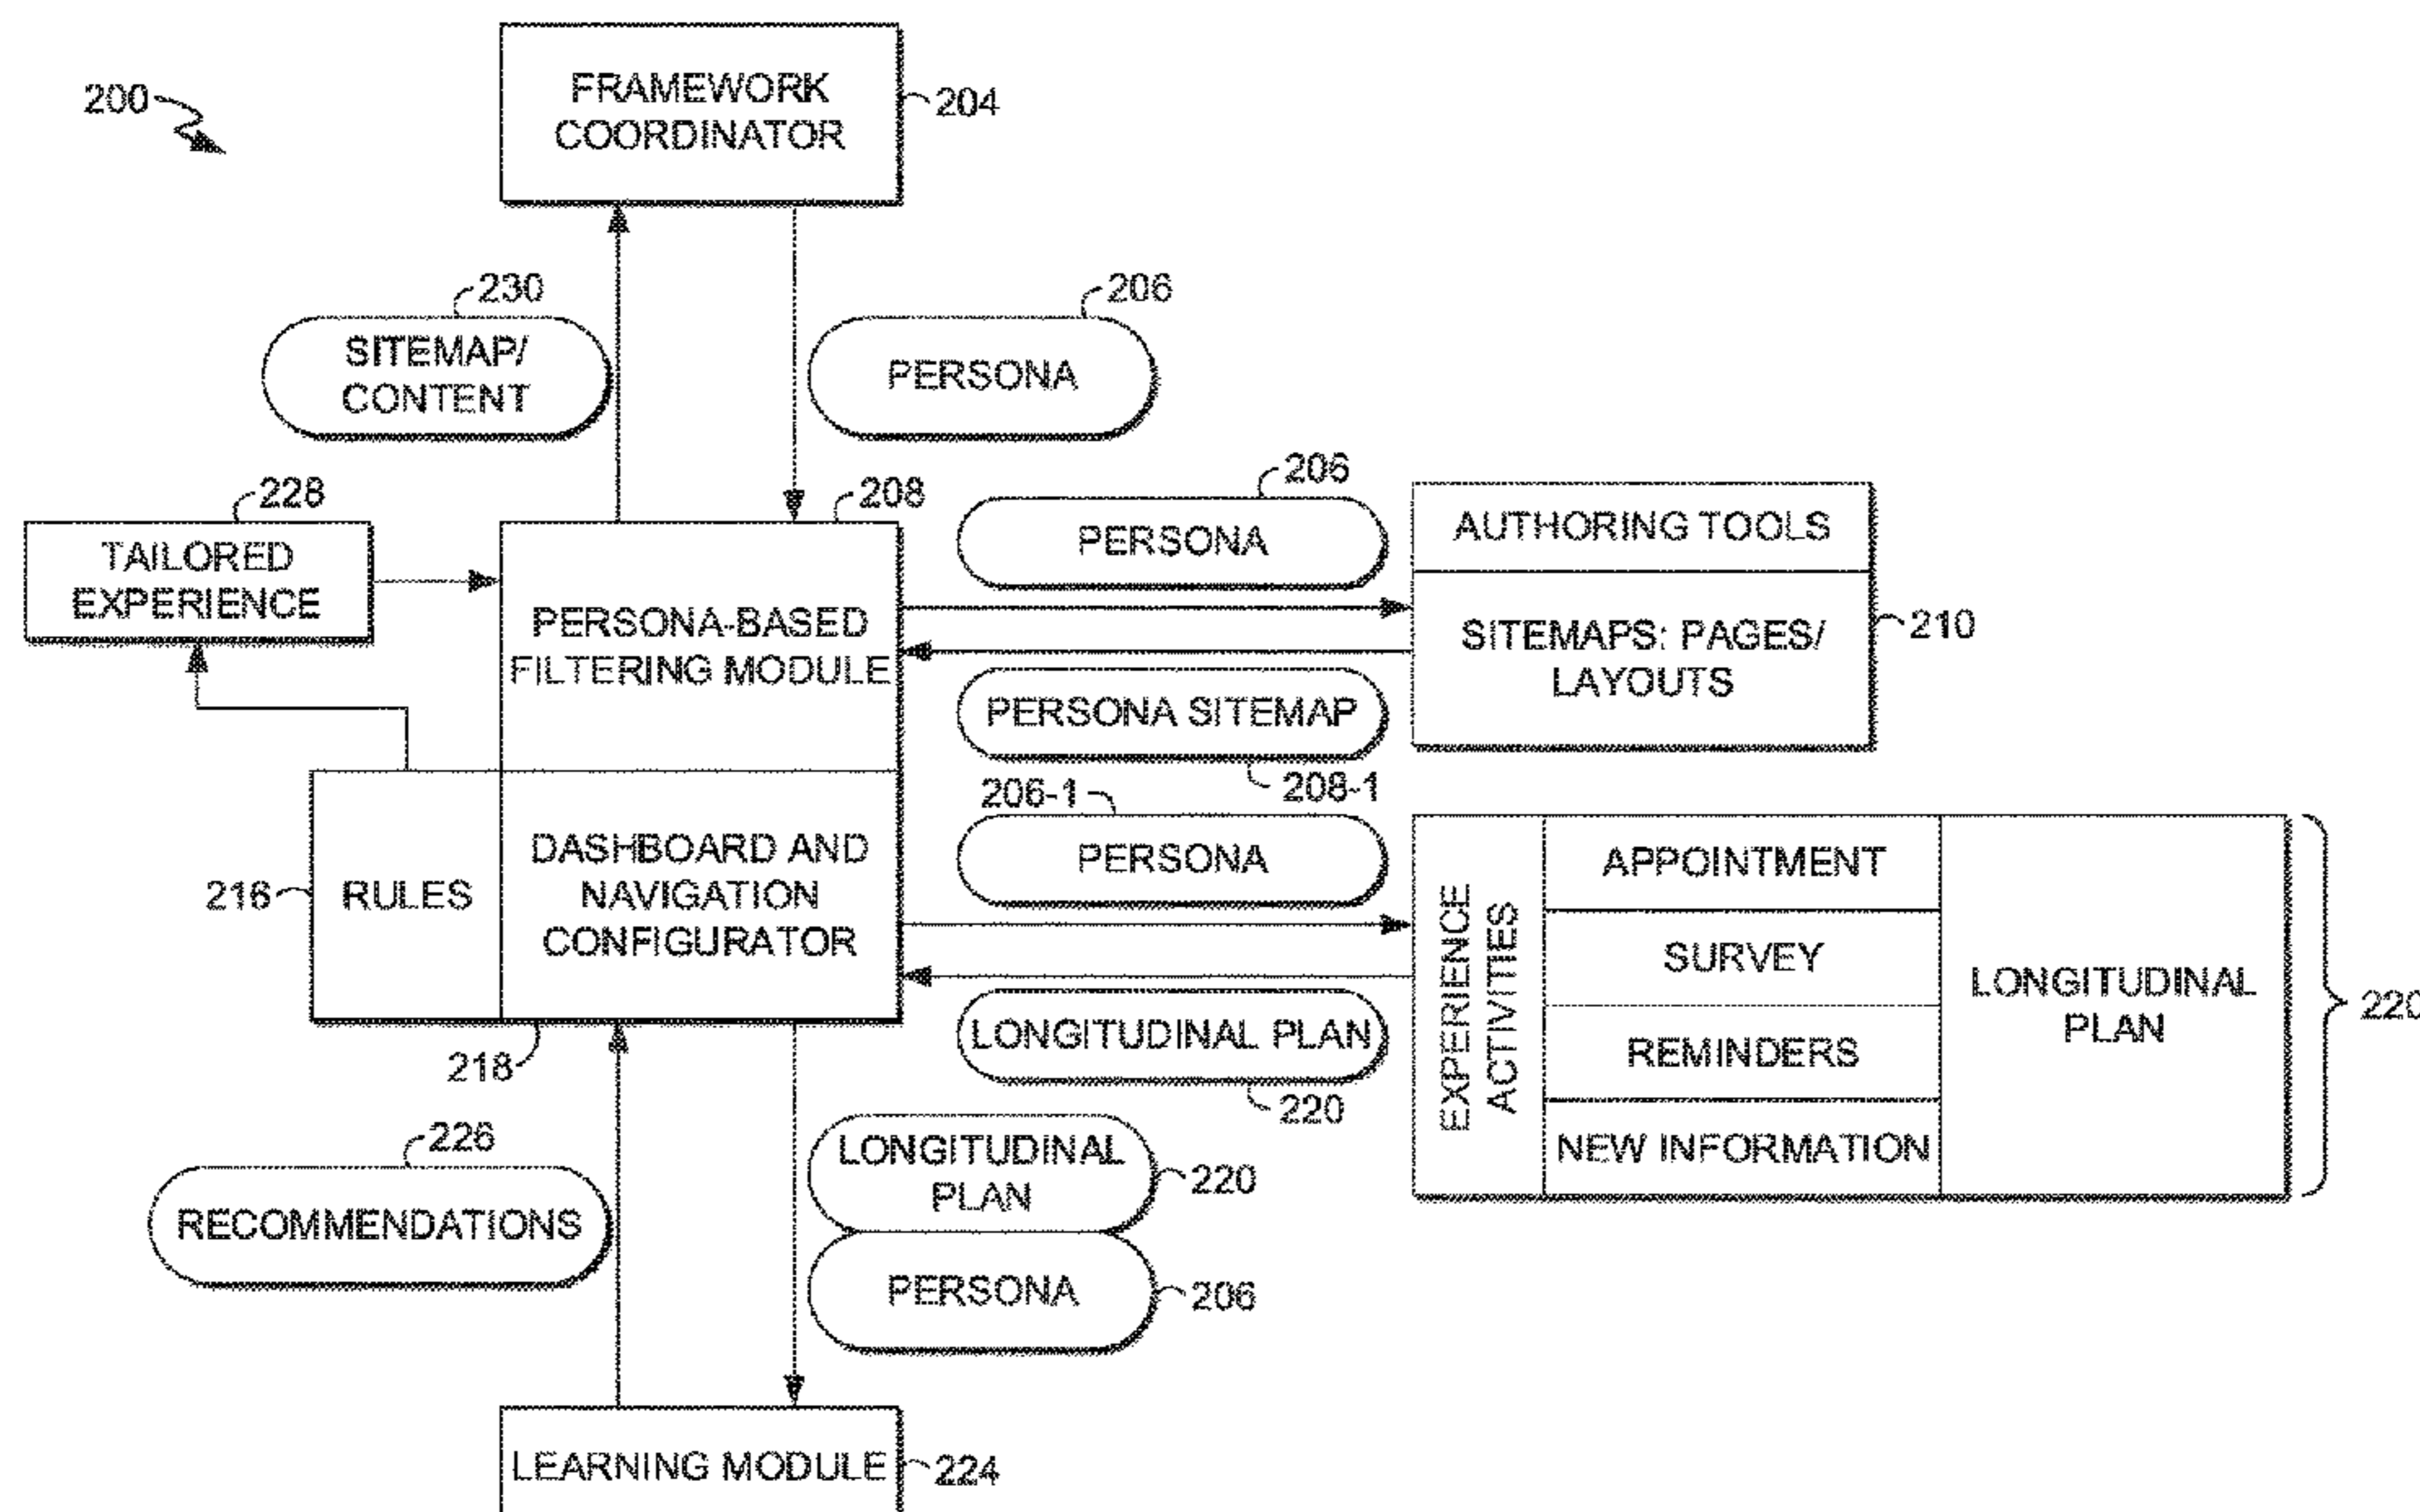 FRAMEWORK
COORDINATOR
200
204
230
SITEMAP/
CONTENT
206
PERSONA
228
TAILORED
EXPERIENCE
208
PERSONA-BASED
FILTERING MODULE
206
PERSONA
AUTHORING TOOLS
SITEMAPS: PAGES/
LAYOUTS
210
PERSONA SITEMAP
208-1
216
RULES
DASHBOARD AND
NAVIGATION
CONFIGURATOR
218
206-1
PERSONA
LONGITUDINAL PLAN
220
EXPERIENCE
ACTIVITIES
APPOINTMENT
SURVEY
REMINDERS
NEW INFORMATION
LONGITUDINAL
PLAN
220
226
RECOMMENDATIONS
LONGITUDINAL
PLAN
220
PERSONA
206
LEARNING MODULE
224